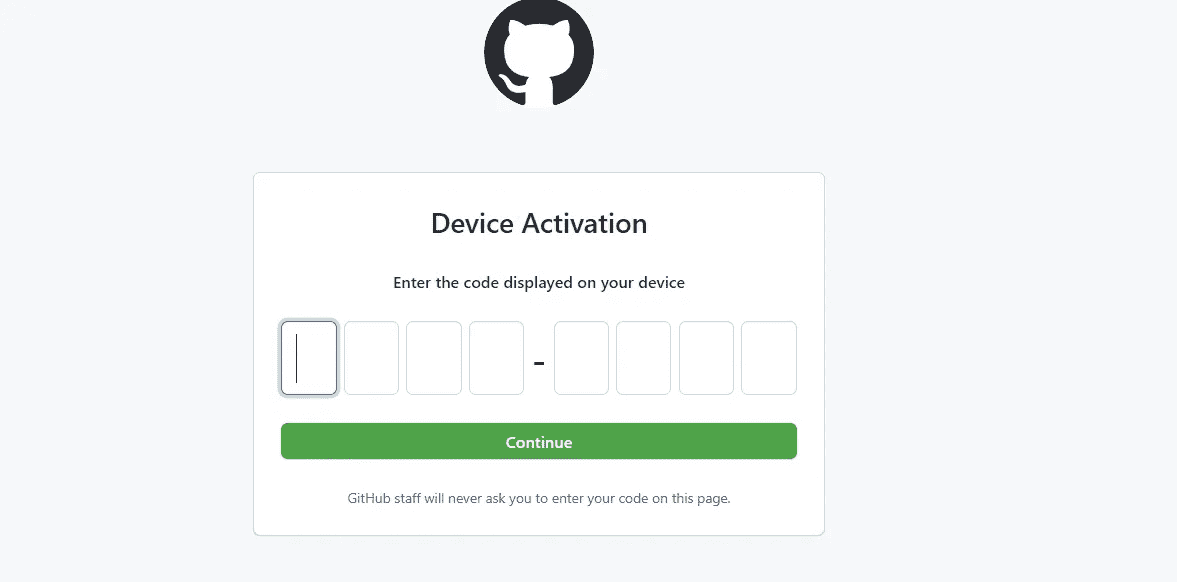 Device Activation
Enter the code displayed on your device
-
Continue
GitHub staff will never ask you to enter your code on this page.